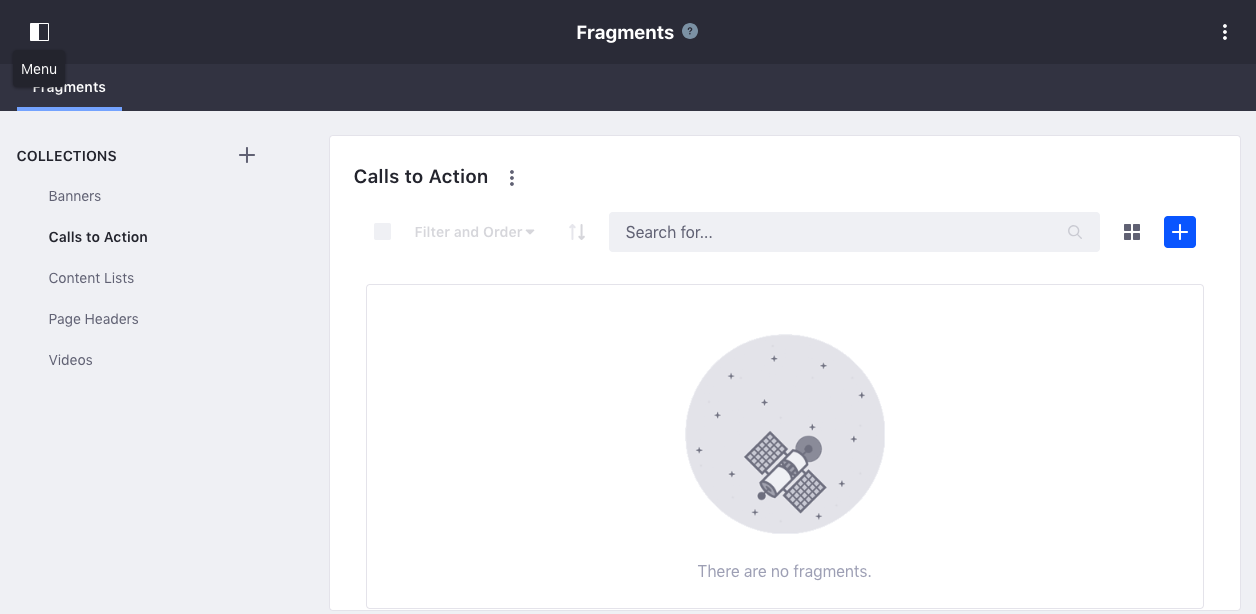 Fragments ?
Menu
Fragments
COLLECTIONS
Banners
Calls to Action
Content Lists
Page Headers
Videos
Calls to Action
Filter and Order
Search for...
There are no fragments.